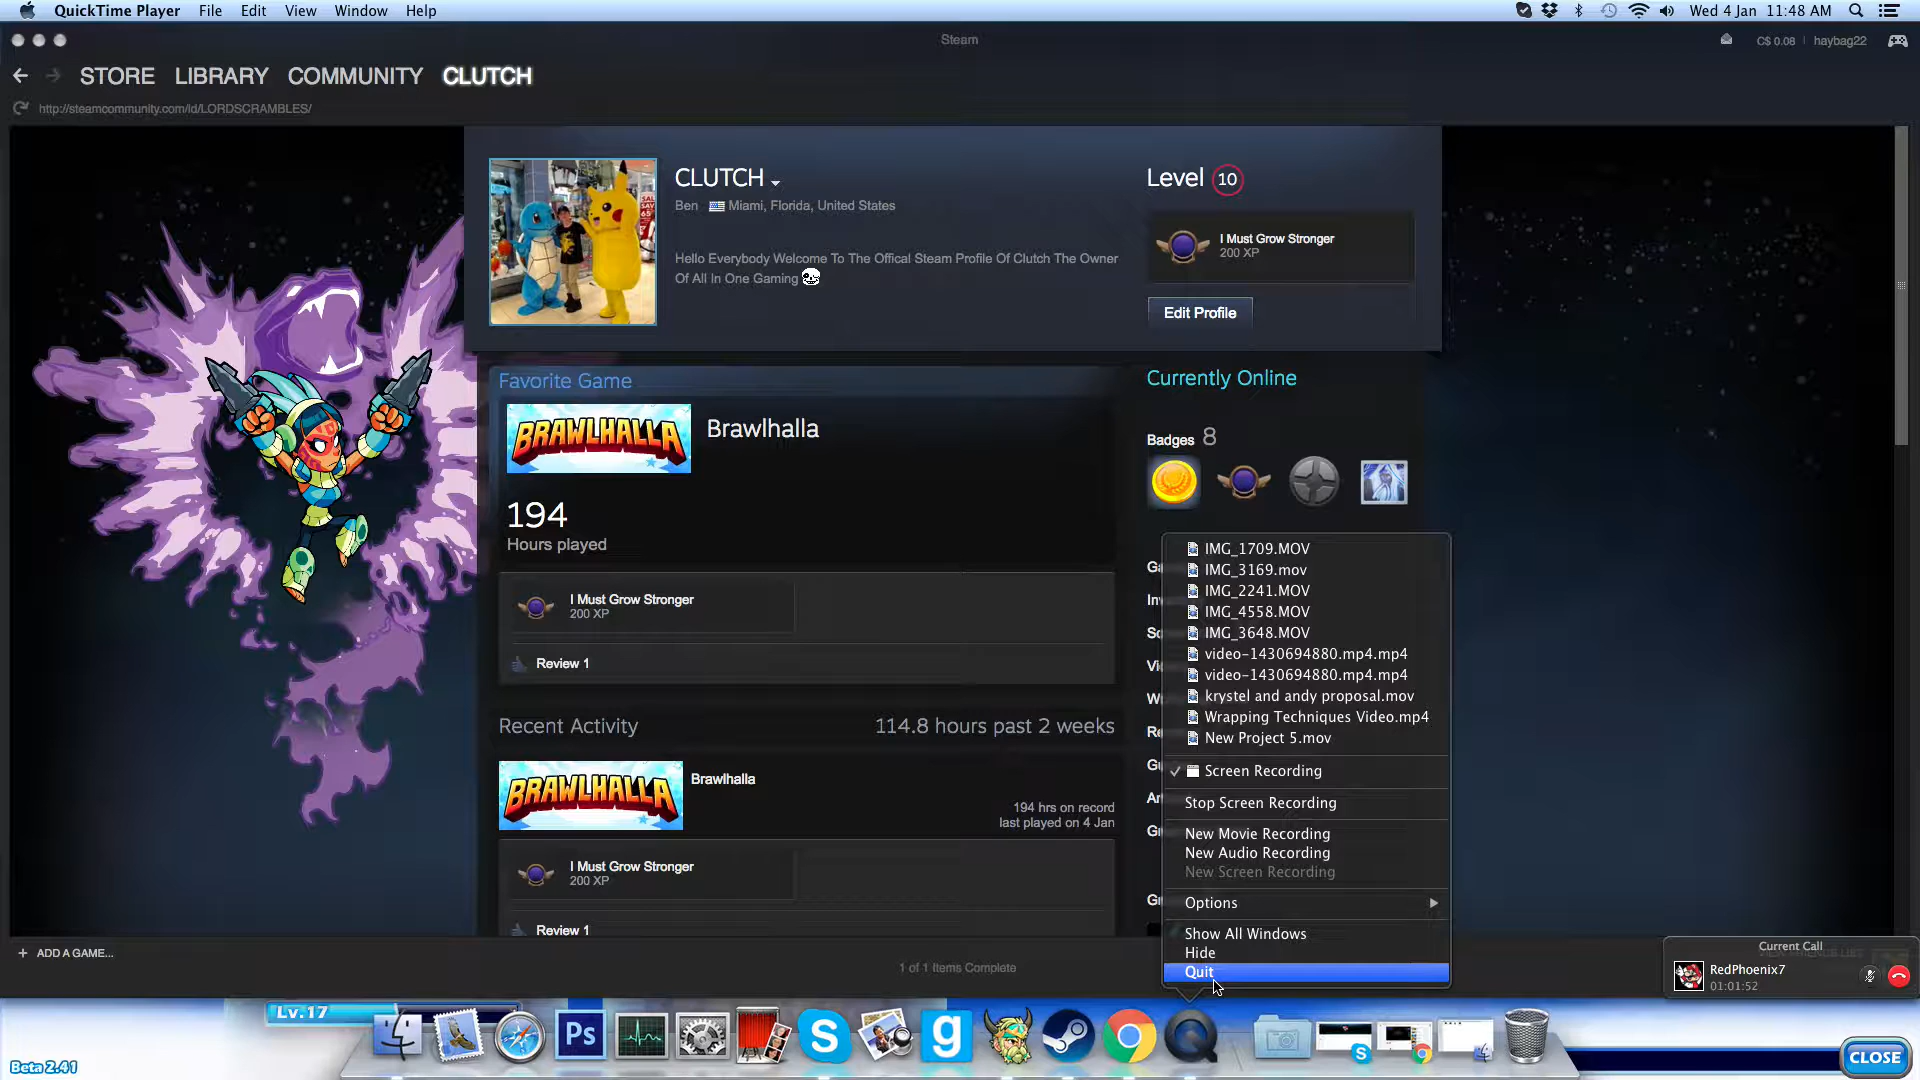 QuickTime Player File Edit View Window Help
Wed 4 Jan 11:48 AM
Steam
C$ 0.08 haybag22
STORE LIBRARY COMMUNITY CLUTCH
http://steamcommunity.com/id/LORDSCRAMBLES/
CLUTCH
Ben Miami, Florida, United States
Hello Everybody Welcome To The Offical Steam Profile Of Clutch The Owner
Of All In One Gaming
Level 10
I Must Grow Stronger
200 XP
Edit Profile
Favorite Game
BRAWLHALLA
Brawlhalla
194
Hours played
I Must Grow Stronger
200 XP
Review 1
Currently Online
Badges 8
Recent Activity 114.8 hours past 2 weeks
BRAWLHALLA
Brawlhalla
194 hrs on record
last played on 4 Jan
I Must Grow Stronger
200 XP
Review 1
IMG_1709.MOV
IMG_3169.mov
IMG_2241.MOV
IMG_4558.MOV
IMG_3648.MOV
video-1430694880.mp4.mp4
video-1430694880.mp4.mp4
krystel and andy proposal.mov
Wrapping Techniques Video.mp4
New Project 5.mov
Screen Recording
Stop Screen Recording
New Movie Recording
New Audio Recording
New Screen Recording
Options
Show All Windows
Hide
Quit
+ ADD A GAME...
1 of 1 Items Complete
Current Call
RedPhoenix7
01:01:52
Lv.17
Ps
Beta 2.41
CLOSE